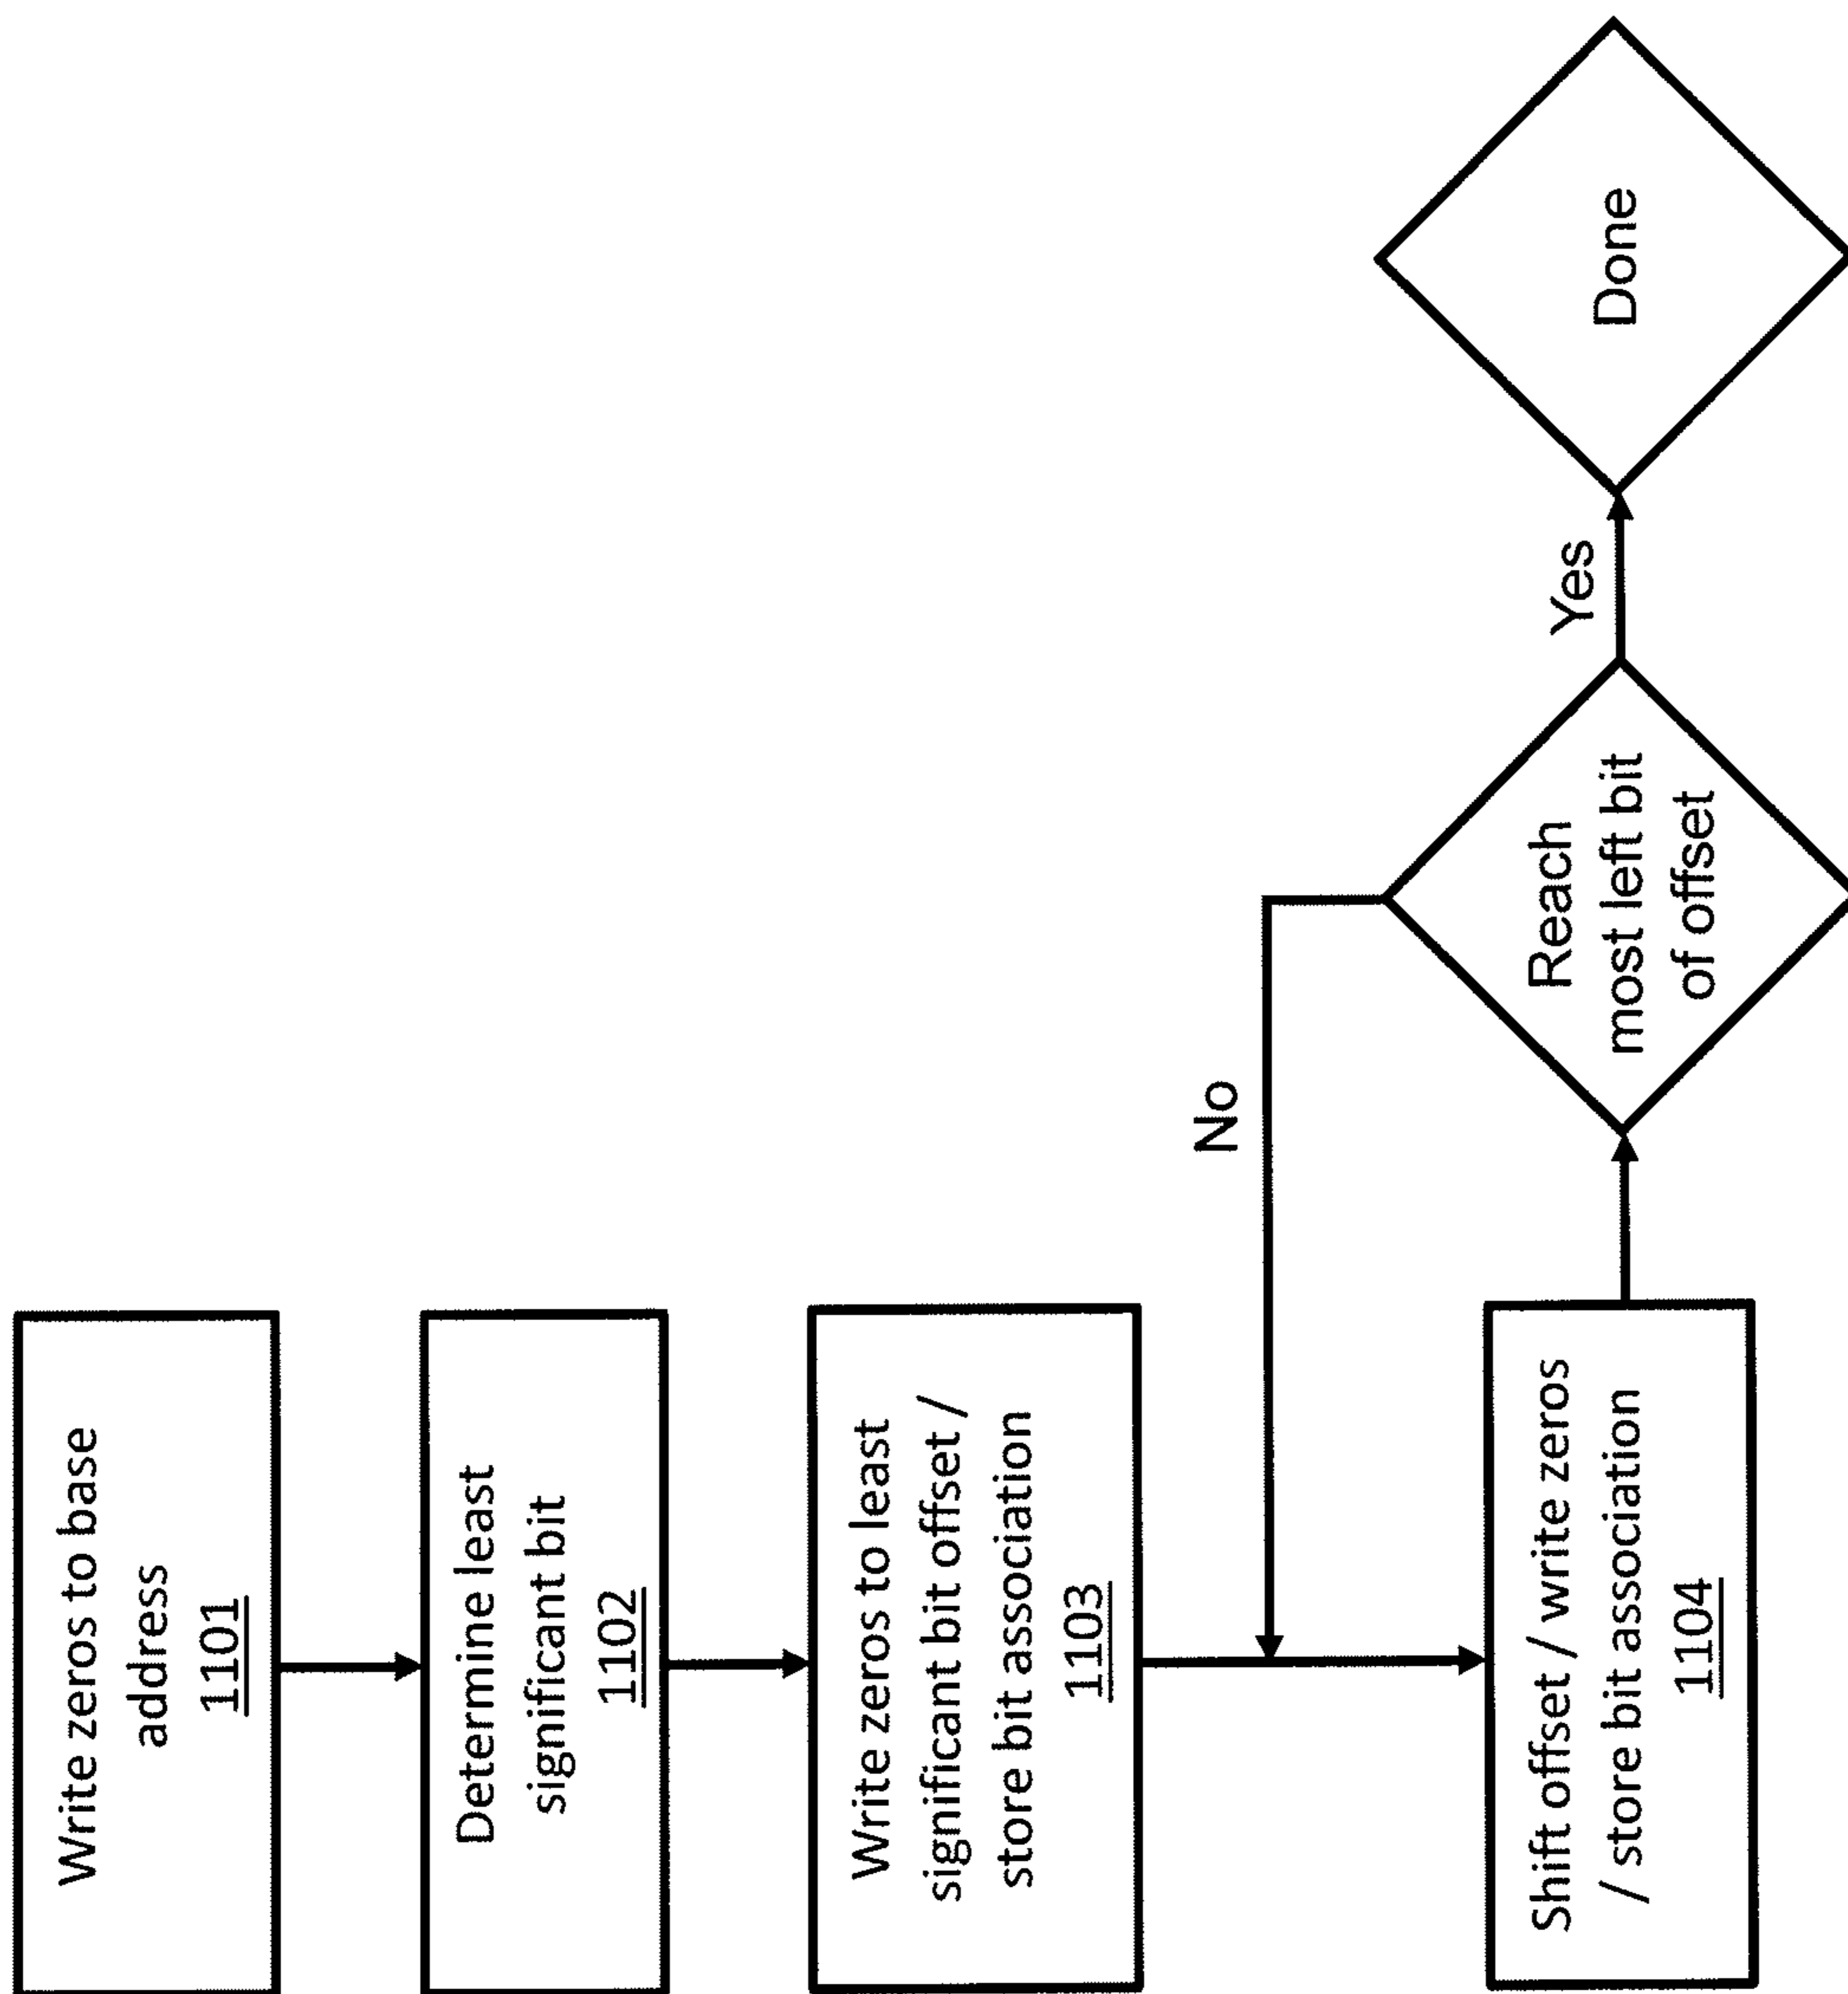 Write zeros to base
address
1101
Determine least
significant bit
1102
Write zeros to least
significant bit offset /
store bit association
1103
Shift offset / write zeros
/ store bit association
1104
No
Reach
most left bit
of offset
Yes
Done